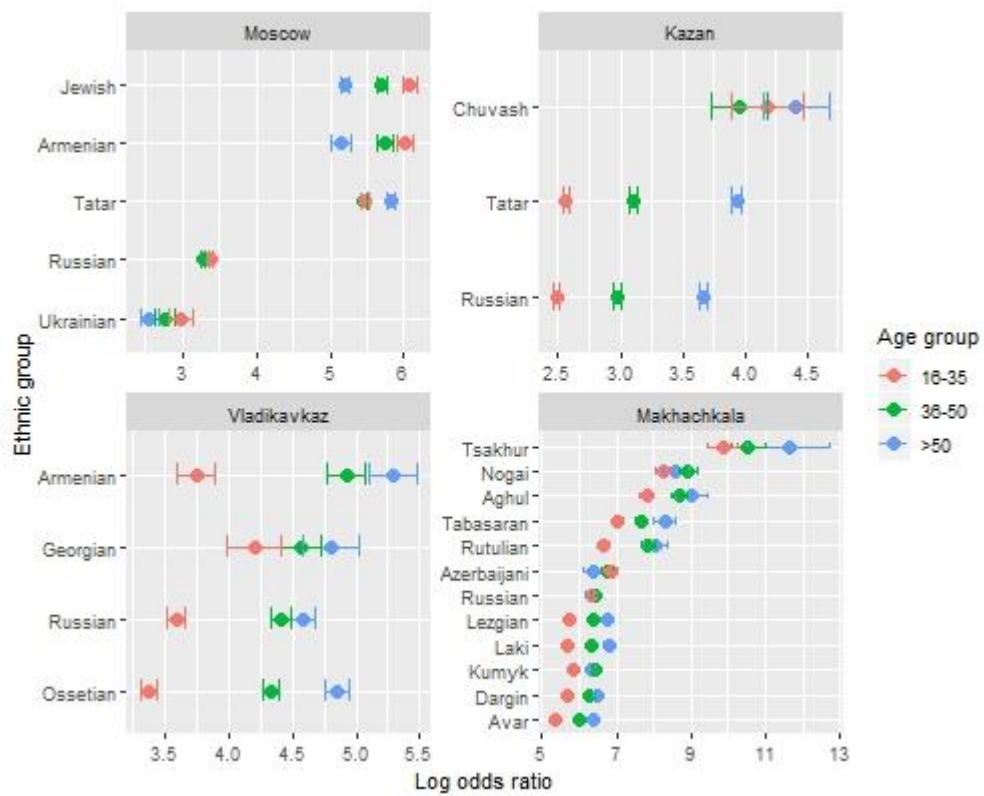 Moscow
Kazan
Jewish
Armenian
Tatar
Russian
Ukrainian
3 4 5 6
Chuvash
Tatar
Russian
2.5 3.0 3.5 4.0 4.5
Ethnic group
Age group
16-35
36-50
>50
Vladikavkaz
Makhachkala
Armenian
Georgian
Russian
Ossetian
3.5 4.0 4.5 5.0 5.5
Tsakhur
Nogai
Aghul
Tabasaran
Rutulian
Azerbaijani
Russian
Lezgian
Laki
Kumyk
Dargin
Avar
5 7 9 11 13
Log odds ratio